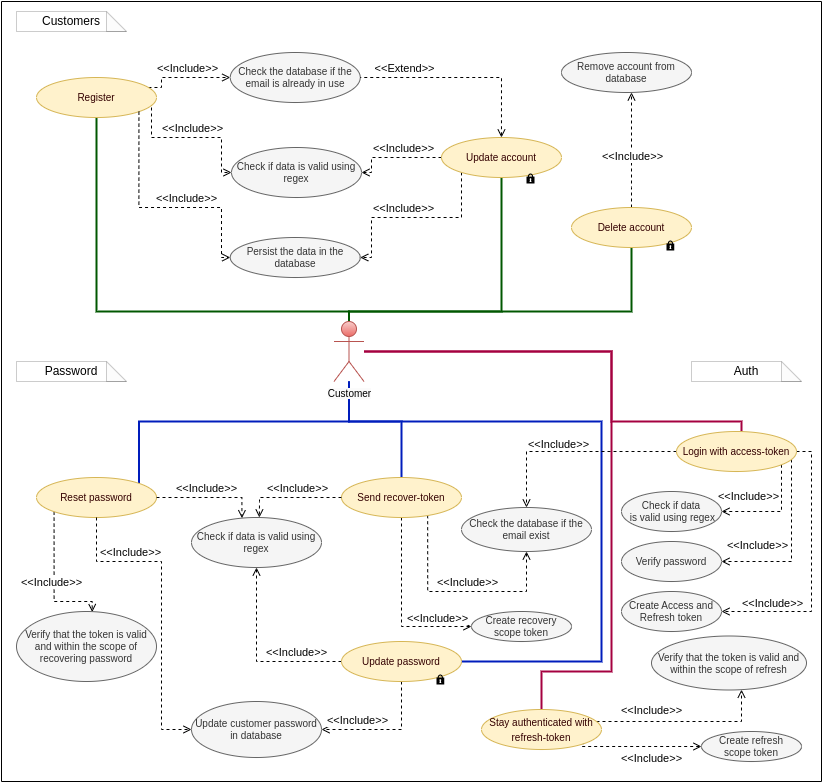 Customers
<<Include>>
Check the database if the
email is already in use
<<Extend>>
Remove account from
database
Register
<<Include>>
<<Include>>
Update account
<<Include>>
Check if data is valid using
regex
<<Include>>
<<Include>>
Delete account
Persist the data in the
database
Password
Auth
Customer
<<Include>>
Login with access-token
Reset password
<<Include>>
<<Include>>
Send recover-token
<<Include>>
Check if data
is valid using regex
Check if data is valid using
regex
Check the database if the
email exist
<<Include>>
<<Include>>
Verify password
<<Include>>
<<Include>>
<<Include>>
Create Access and
Refresh token
<<Include>>
Create recovery
scope token
Verify that the token is valid
and within the scope of
recovering password
<<Include>>
Update password
Verify that the token is valid and
within the scope of refresh
Update customer password
in database
<<Include>>
Stay authenticated with
refresh-token
<<Include>>
Create refresh
scope token
<<Include>>